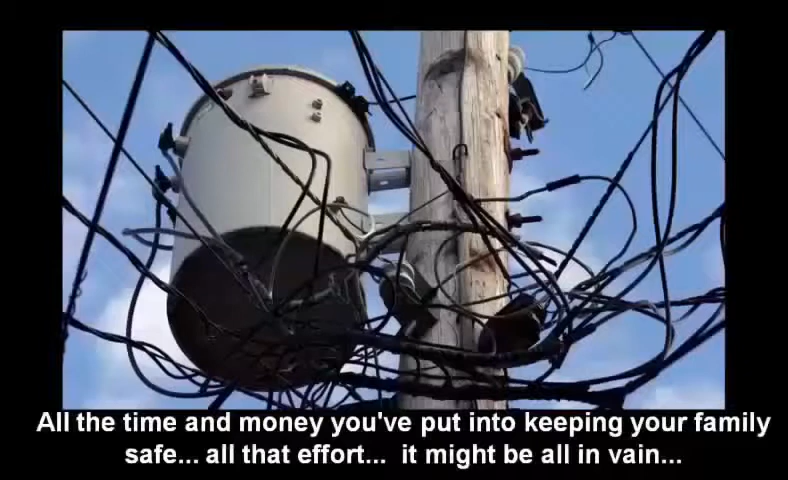 All the time and money you've put into keeping your family
safe... all that effort...  it might be all in vain...